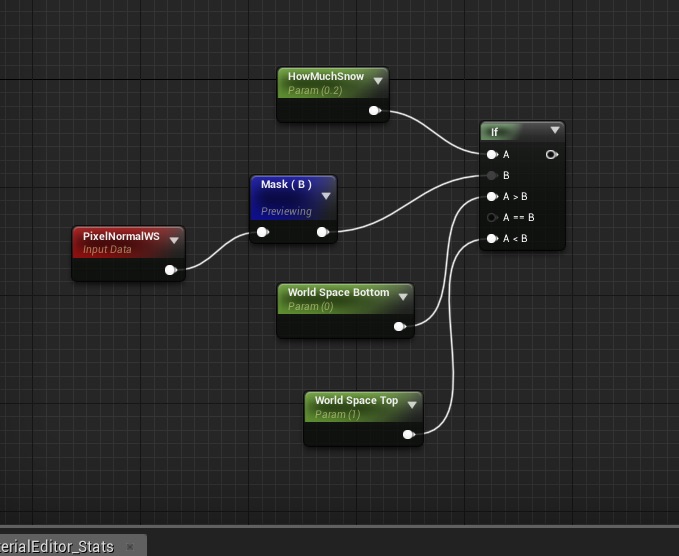 HowMuchSnow
Param (0.2)
If
A
B
A > B
A == B
A < B
Mask ( B )
Previewing
PixelNormalWS
Input Data
World Space Bottom
Param (0)
World Space Top
Param (1)
erialEditor_Stats